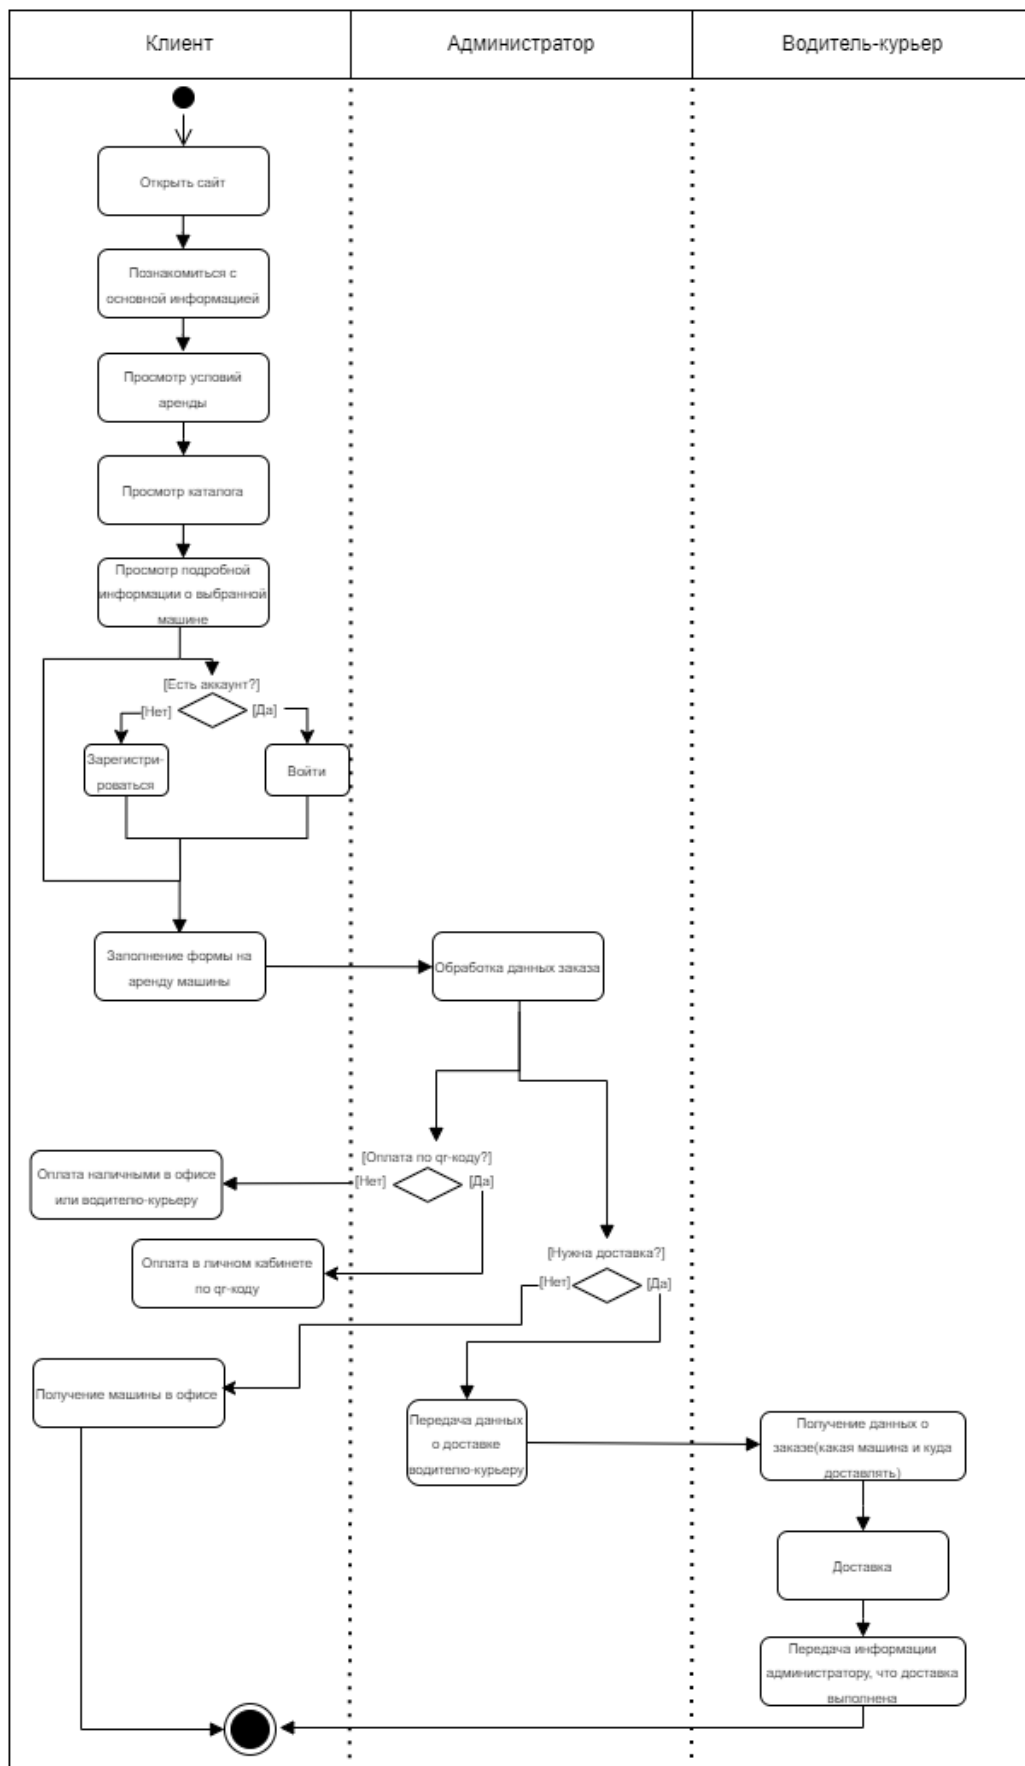 Клиент
Администратор
Водитель-курьер
Открыть сайт
Познакомиться с
основной информацией
Просмотр условий
аренды
Просмотр каталога
Просмотр подробной
информации о выбранной
машине
[Есть аккаунт?]
[Нет]
[Да]
Зарегистри-
роваться
Войти
Заполнение формы на
аренду машины
Обработка данных заказа
[Оплата по qr-коду?]
[Нет]
[Да]
Оплата наличными в офисе
или водителю-курьеру
Оплата в личном кабинете
по qr-коду
[Нужна доставка?]
[Нет]
[Да]
Получение машины в офисе
Передача данных
о доставке
водителю-курьеру
Получение данных о
заказе(какая машина и куда
доставлять)
Доставка
Передача информации
администратору, что доставка
выполнена